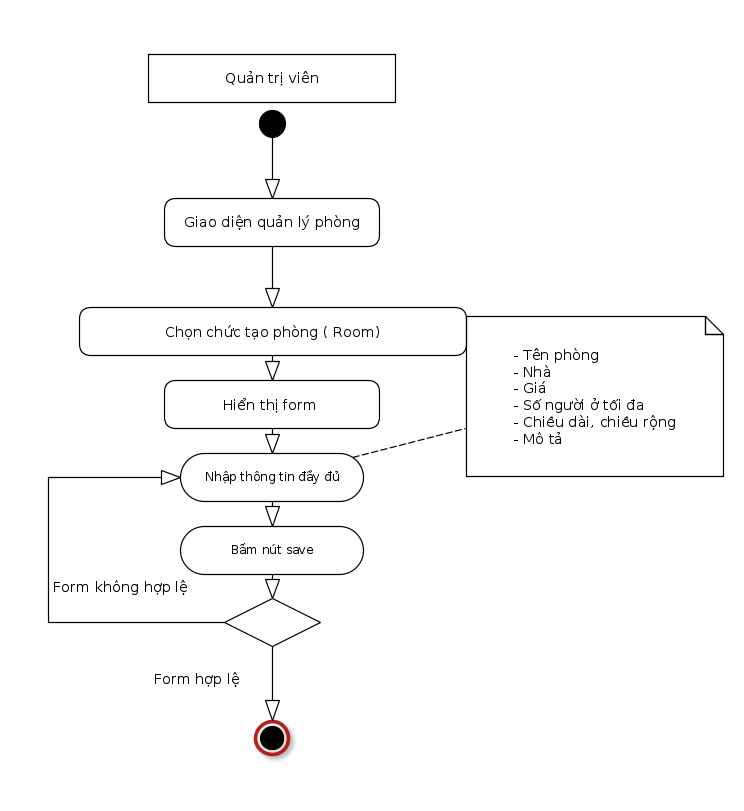 Quản trị viên
Giao diện quản lý phòng
Chọn chức tạo phòng ( Room)
- Tên phòng
- Nhà
- Giá
- Số người ở tối đa
- Chiều dài, chiều rộng
- Mô tả
Hiển thị form
Nhập thông tin đầy đủ
Bấm nút save
Form không hợp lệ
Form hợp lệ